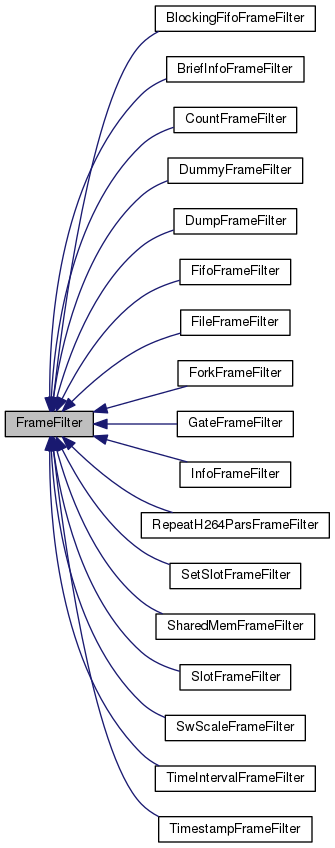 BlockingFifoFrameFilter
BriefInfoFrameFilter
CountFrameFilter
DummyFrameFilter
DumpFrameFilter
FifoFrameFilter
FileFrameFilter
ForkFrameFilter
FrameFilter
GateFrameFilter
InfoFrameFilter
RepeatH264ParsFrameFilter
SetSlotFrameFilter
SharedMemFrameFilter
SlotFrameFilter
SwScaleFrameFilter
TimeIntervalFrameFilter
TimestampFrameFilter